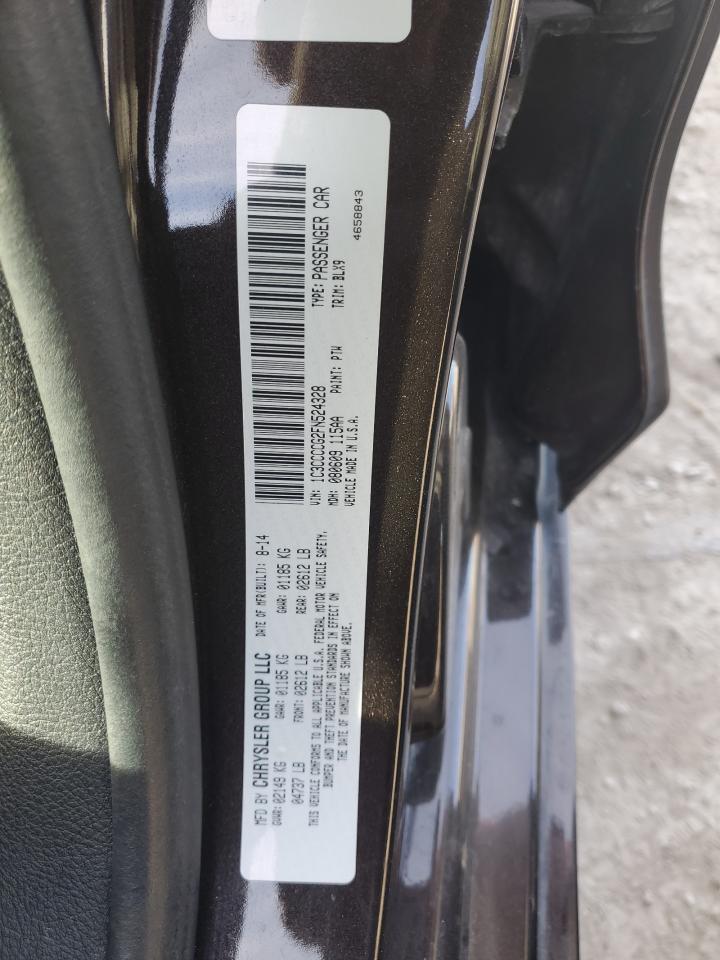 MFD BY CHRYSLER GROUP LLC DATE OF MFR(BUILT): 8-14
GVWR: 02149 KG GAWR: 01185 KG GAWR: 01185 KG
04737 LB FRONT: 02612 LB REAR: 02612 LB
THIS VEHICLE CONFORMS TO ALL APPLICABLE U.S.A. FEDERAL MOTOR VEHICLE SAFETY,
BUMPER AND THEFT PREVENTION STANDARDS IN EFFECT ON
THE DATE OF MANUFACTURE SHOWN ABOVE.
VIN: 1C3CCCCG2FN524328 TYPE: PASSENGER CAR
MDH: 080609 115AA PAINT: PTW TRIM: BLX9
VEHICLE MADE IN U.S.A. 4658843